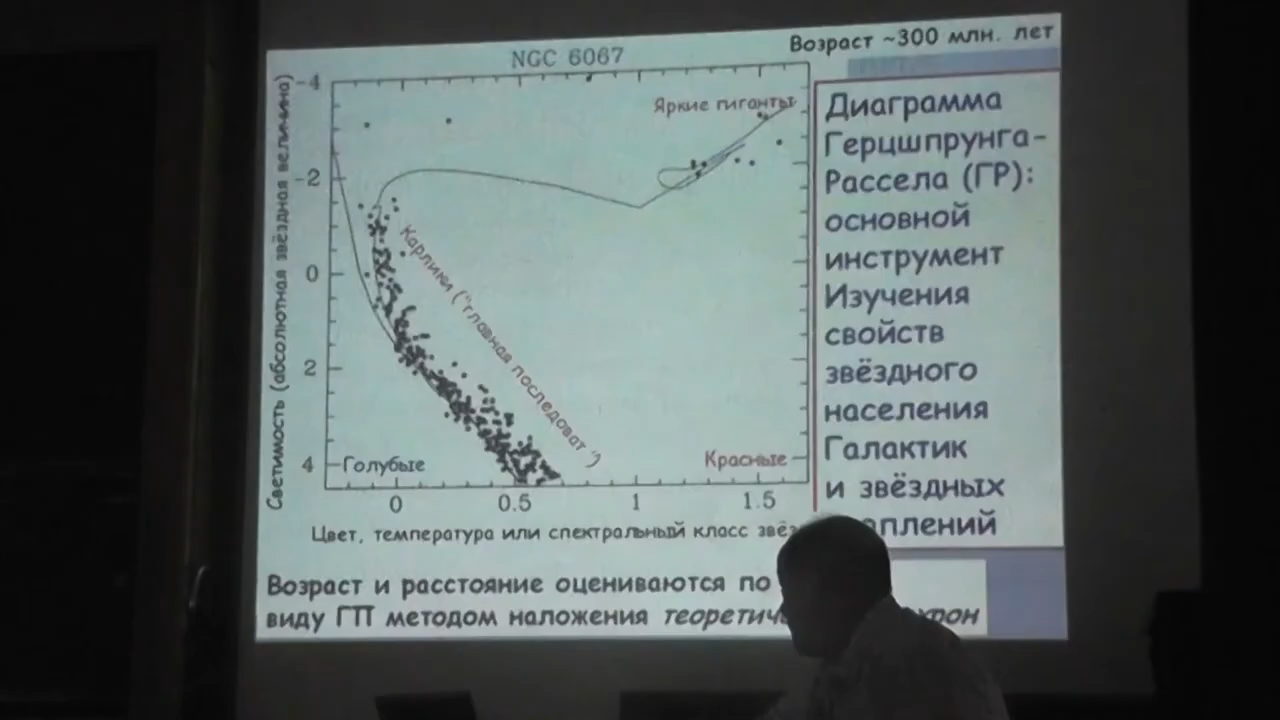 NGC 6067
Возраст ~300 млн. лет
Светимость (абсолютная звёздная величина)
-4
-2
0
2
4
Яркие гиганты
Карлики ("главная последоват")
Голубые
Красные
0
0.5
1
1.5
Цвет, температура или спектральный класс
Диаграмма
Герцшпрунга-
Рассела (ГР):
основной
инструмент
Изучения
свойств
звёздного
населения
Галактик
и звёздных
Возраст и расстояние оцениваются по
виду ГП методом наложения